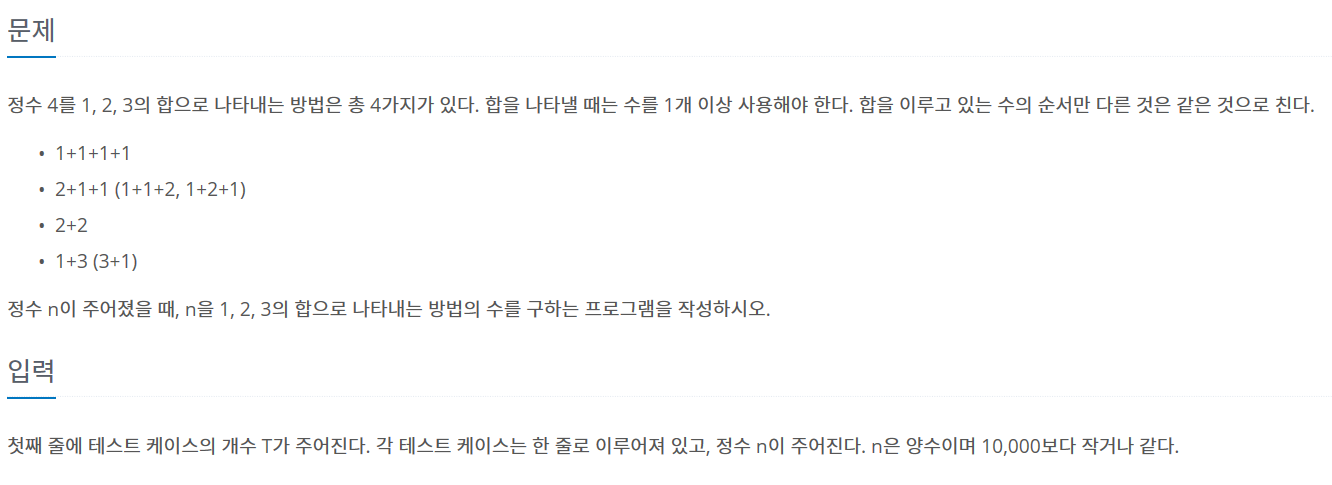 문제
정수 4를 1, 2, 3의 합으로 나타내는 방법은 총 4가지가 있다. 합을 나타낼 때는 수를 1개 이상 사용해야 한다. 합을 이루고 있는 수의 순서만 다른 것은 같은 것으로 친다.
• 1+1+1+1
• 2+1+1 (1+1+2, 1+2+1)
• 2+2
• 1+3 (3+1)
정수 n이 주어졌을 때, n을 1, 2, 3의 합으로 나타내는 방법의 수를 구하는 프로그램을 작성하시오.
입력
첫째 줄에 테스트 케이스의 개수 T가 주어진다. 각 테스트 케이스는 한 줄로 이루어져 있고, 정수 n이 주어진다. n은 양수이며 10,000보다 작거나 같다.